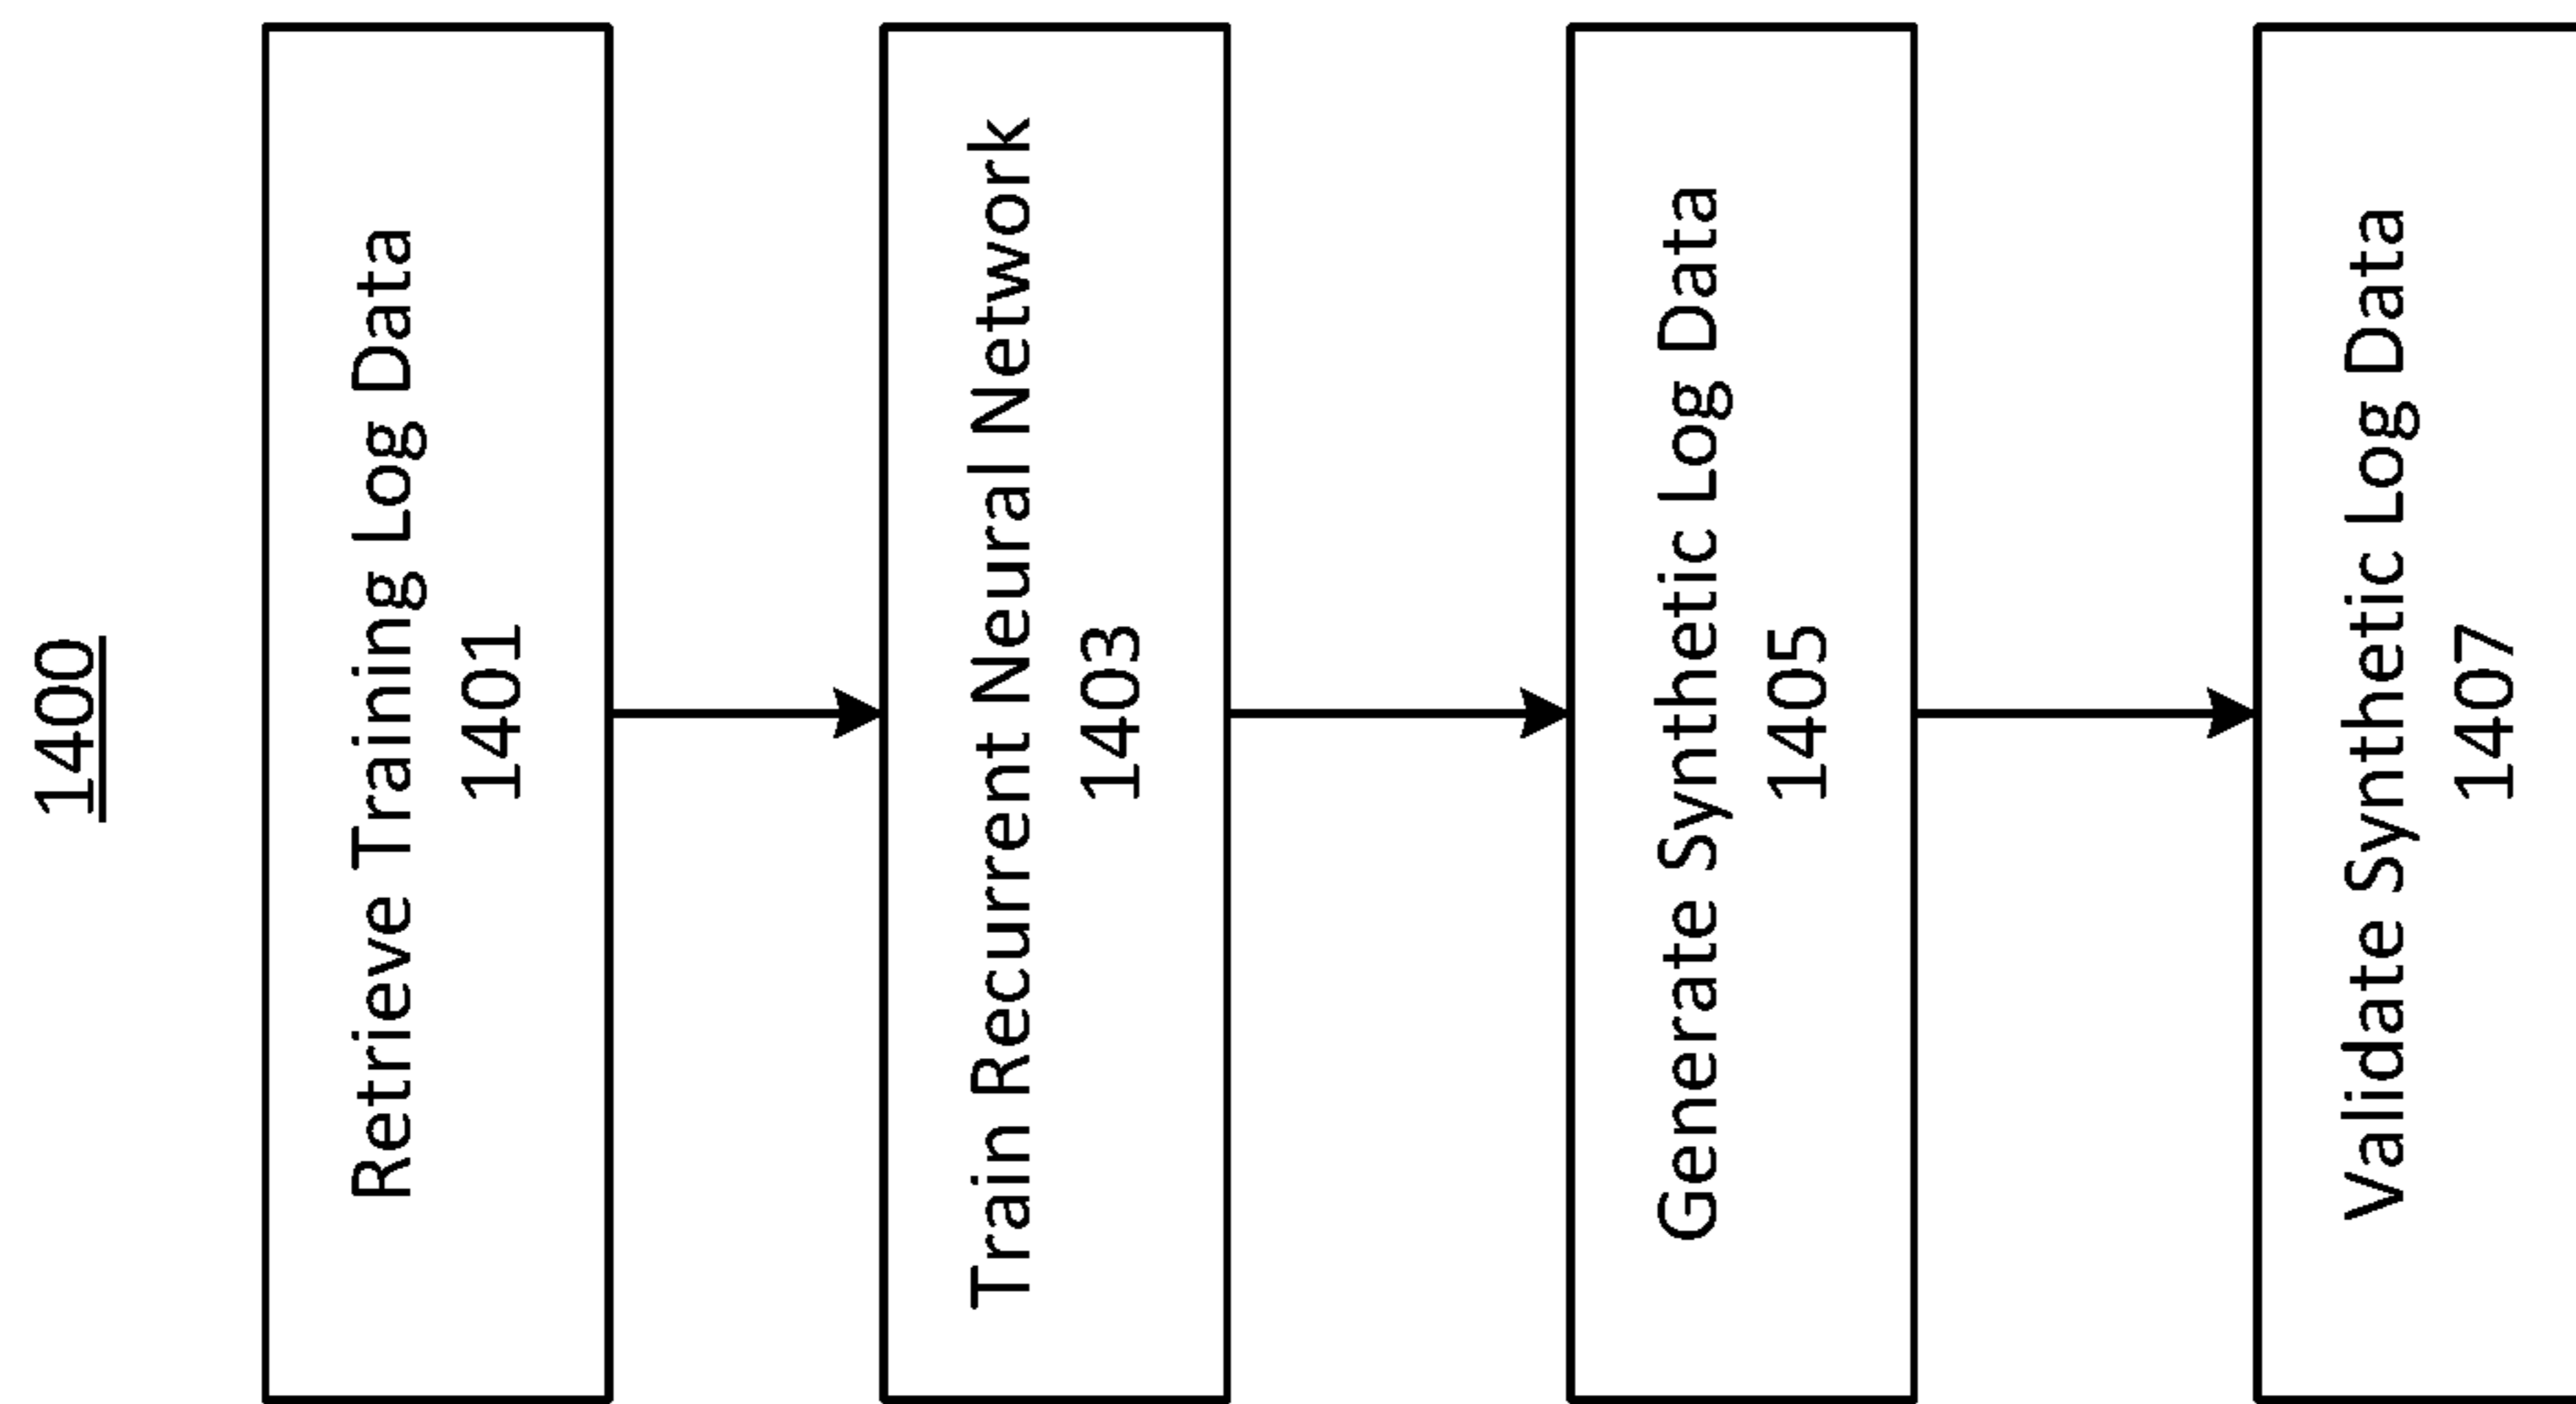 1400
Retrieve Training Log Data
1401
Train Recurrent Neural Network
1403
Generate Synthetic Log Data
1405
Validate Synthetic Log Data
1407